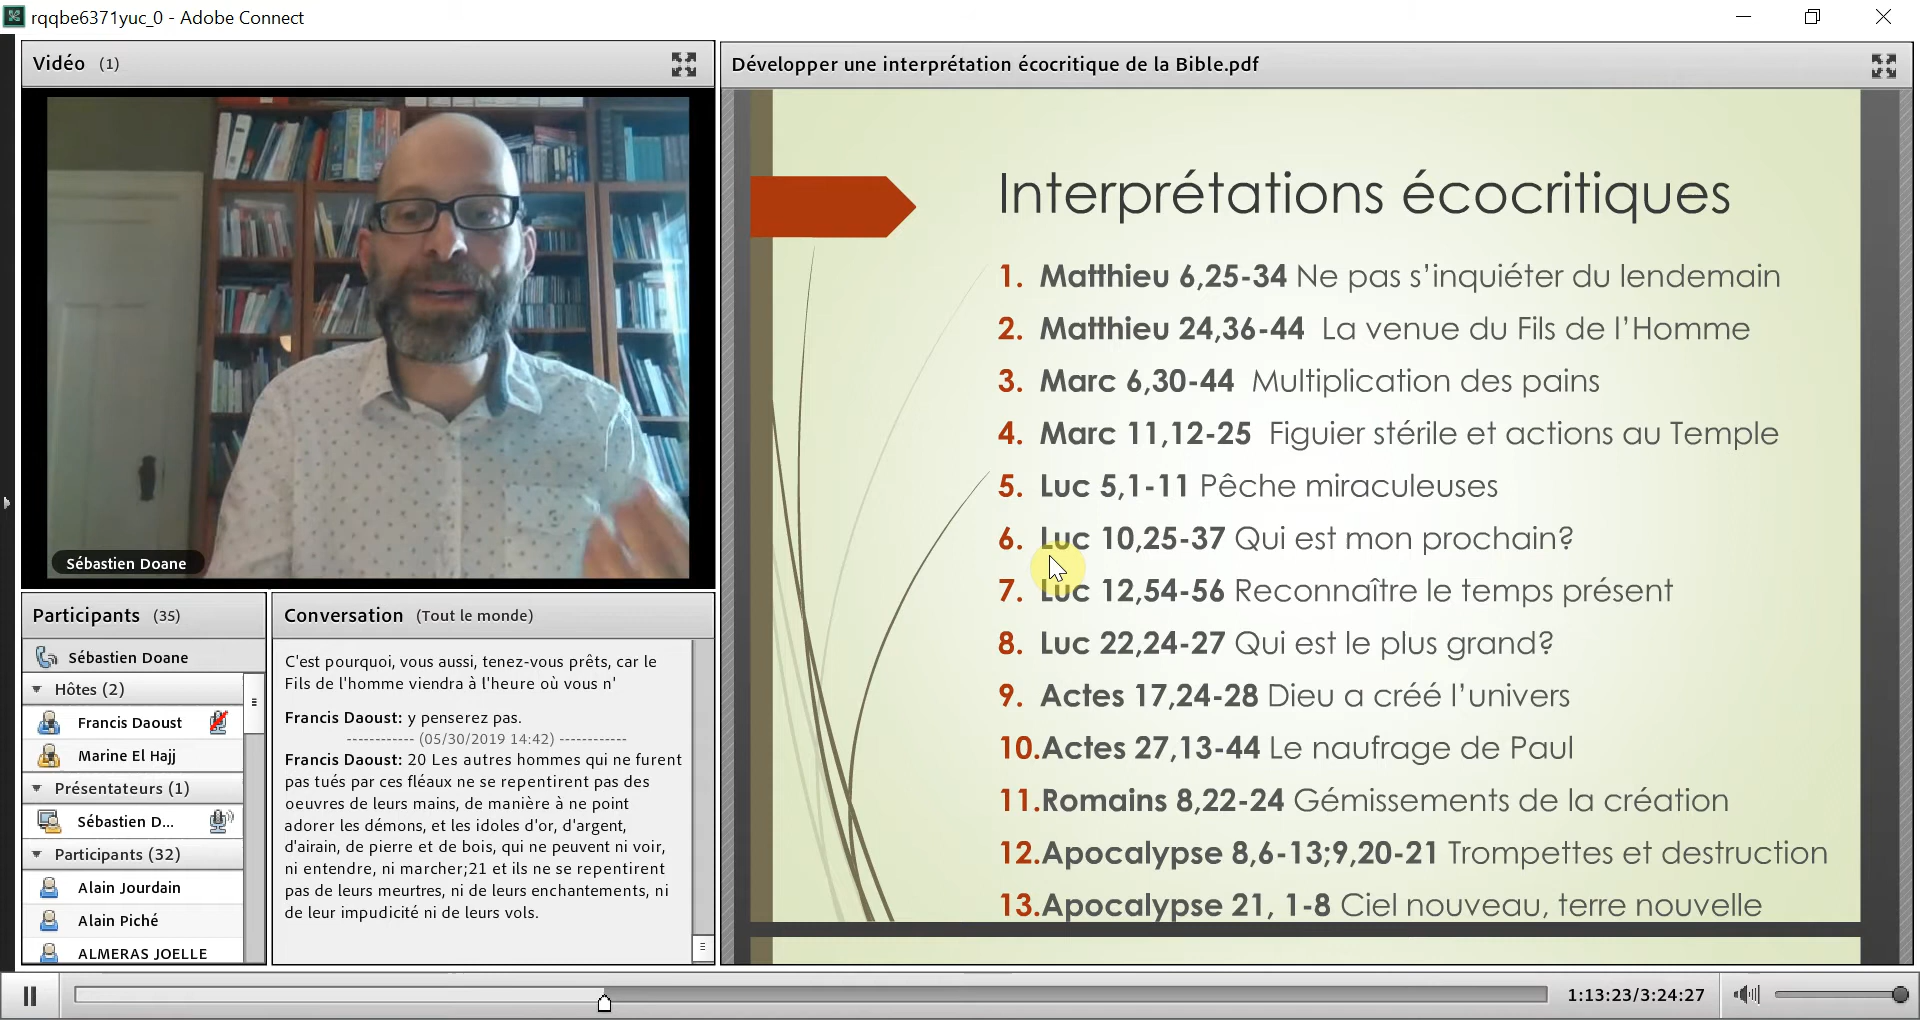 rqqbe6371yuc_0 - Adobe Connect
Vidéo (1)
Sébastien Doane
Participants (35)
Sébastien Doane
Hôtes (2)
Francis Daoust
Marine El Hajj
Présentateurs (1)
Sébastien D...
Participants (32)
Alain Jourdain
Alain Piché
ALMERAS JOELLE
Conversation (Tout le monde)
C'est pourquoi, vous aussi, tenez-vous prêts, car le
Fils de l'homme viendra à l'heure où vous n'
Francis Daoust: y penserez pas.
------------ (05/30/2019 14:42) ------------
Francis Daoust: 20 Les autres hommes qui ne furent
pas tués par ces fléaux ne se repentirent pas des
oeuvres de leurs mains, de manière à ne point
adorer les démons, et les idoles d'or, d'argent,
d'airain, de pierre et de bois, qui ne peuvent ni voir,
ni entendre, ni marcher;21 et ils ne se repentirent
pas de leurs meurtres, ni de leurs enchantements, ni
de leur impudicité ni de leurs vols.
Développer une interprétation écocritique de la Bible.pdf
Interprétations écocritiques
1. Matthieu 6,25-34 Ne pas s'inquiéter du lendemain
2. Matthieu 24,36-44 La venue du Fils de l'Homme
3. Marc 6,30-44 Multiplication des pains
4. Marc 11,12-25 Figuier stérile et actions au Temple
5. Luc 5,1-11 Pêche miraculeuses
6. Luc 10,25-37 Qui est mon prochain?
7. Luc 12,54-56 Reconnaître le temps présent
8. Luc 22,24-27 Qui est le plus grand?
9. Actes 17,24-28 Dieu a créé l'univers
10.Actes 27,13-44 Le naufrage de Paul
11.Romains 8,22-24 Gémissements de la création
12.Apocalypse 8,6-13;9,20-21 Trompettes et destruction
13.Apocalypse 21, 1-8 Ciel nouveau, terre nouvelle
1:13:23/3:24:27